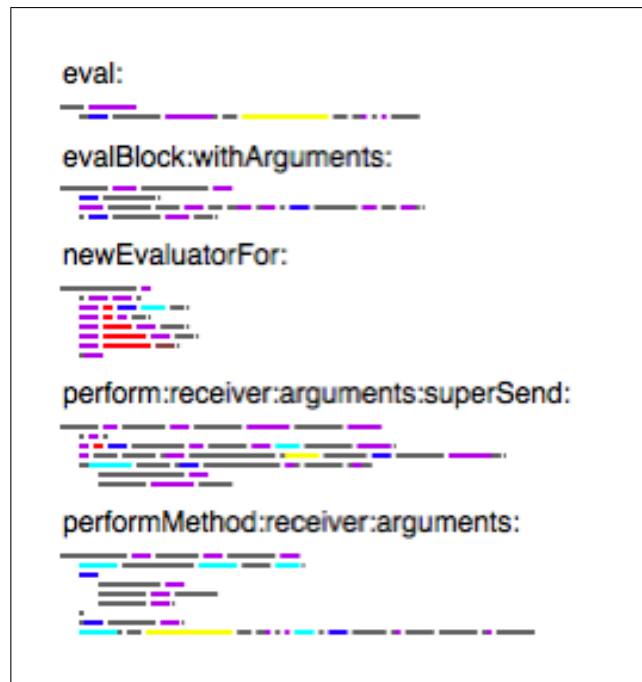 eval:
evalBlock:withArguments:
newEvaluatorFor:
perform:receiver:arguments:superSend:
performMethod:receiver:arguments: